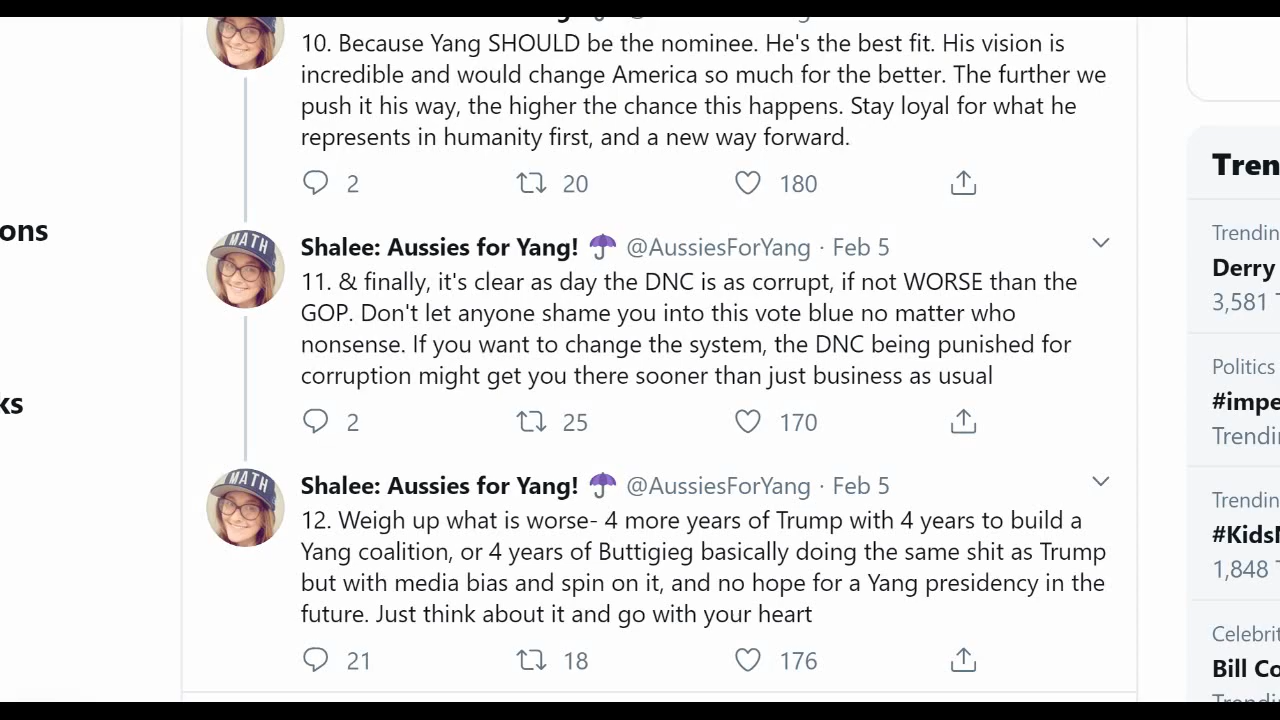 10. Because Yang SHOULD be the nominee. He's the best fit. His vision is
incredible and would change America so much for the better. The further we
push it his way, the higher the chance this happens. Stay loyal for what he
represents in humanity first, and a new way forward.
2 20 180
Shalee: Aussies for Yang! ☂ @AussiesForYang · Feb 5
MATH
11. & finally, it's clear as day the DNC is as corrupt, if not WORSE than the
GOP. Don't let anyone shame you into this vote blue no matter who
nonsense. If you want to change the system, the DNC being punished for
corruption might get you there sooner than just business as usual
2 25 170
Shalee: Aussies for Yang! ☂ @AussiesForYang · Feb 5
MATH
12. Weigh up what is worse- 4 more years of Trump with 4 years to build a
Yang coalition, or 4 years of Buttigieg basically doing the same shit as Trump
but with media bias and spin on it, and no hope for a Yang presidency in the
future. Just think about it and go with your heart
21 18 176
ons
ks
Tren
Trendin
Derry
3,581 T
Politics
#impe
Trendin
Trending
#KidsN
1,848 T
Celebrit
Bill Co